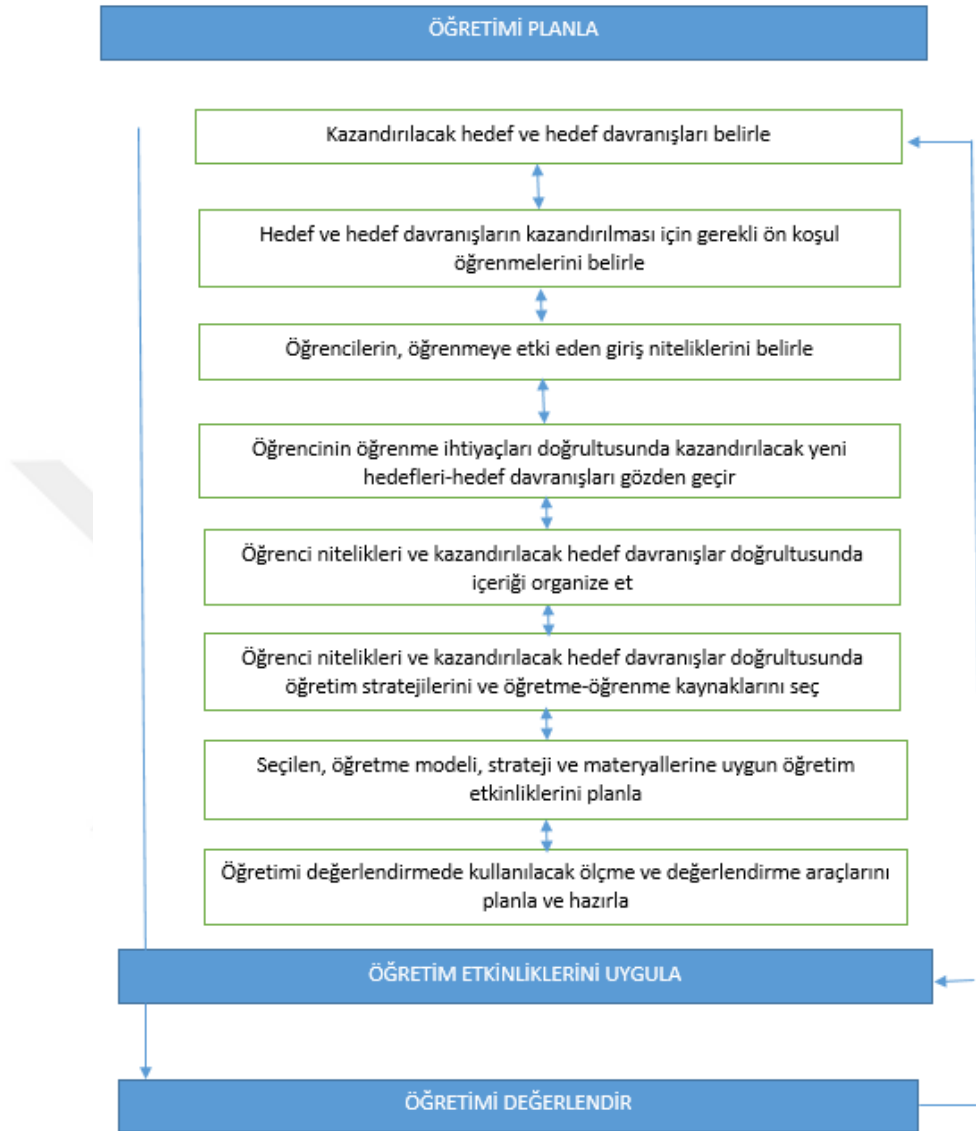 ÖĞRETİMİ PLANLA
Kazandırılacak hedef ve hedef davranışları belirle
Hedef ve hedef davranışların kazandırılması için gerekli ön koşul
öğrenmelerini belirle
Öğrencilerin, öğrenmeye etki eden giriş niteliklerini belirle
Öğrencinin öğrenme ihtiyaçları doğrultusunda kazandırılacak yeni
hedefleri-hedef davranışları gözden geçir
Öğrenci nitelikleri ve kazandırılacak hedef davranışlar doğrultusunda
içeriği organize et
Öğrenci nitelikleri ve kazandırılacak hedef davranışlar doğrultusunda
öğretim stratejilerini ve öğretme-öğrenme kaynaklarını seç
Seçilen, öğretme modeli, strateji ve materyallerine uygun öğretim
etkinliklerini planla
Öğretimi değerlendirmede kullanılacak ölçme ve değerlendirme araçlarını
planla ve hazırla
ÖĞRETİM ETKİNLİKLERİNİ UYGULA
ÖĞRETİMİ DEĞERLENDİR